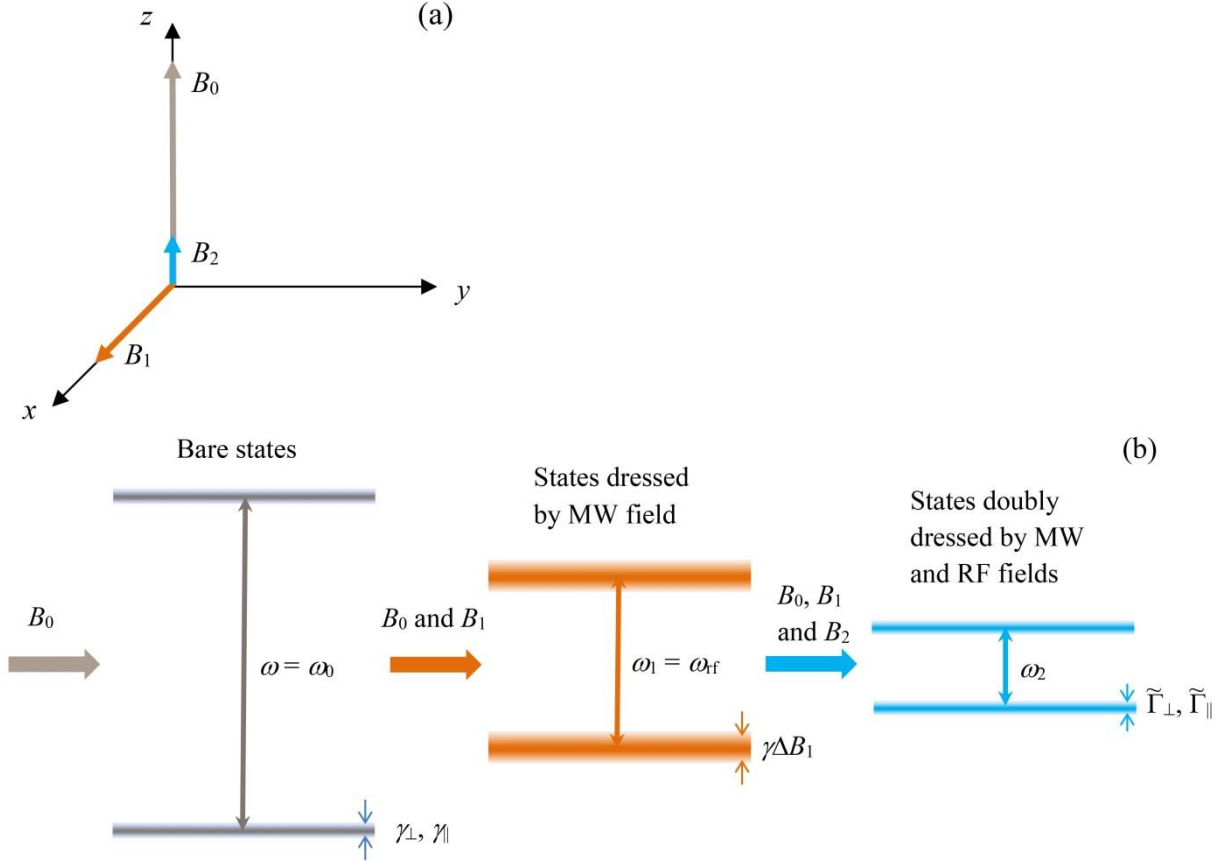 (a)
z
B0
B2
y
B1
x
(b)
Bare states
States dressed
by MW field
States doubly
dressed by MW
and RF fields
B0
ω = ω0
B0 and B1
ω1 = ωrf
B0, B1
and B2
ω2
Γ̃⊥, Γ̃∥
γΔB1
γ⊥, γ∥